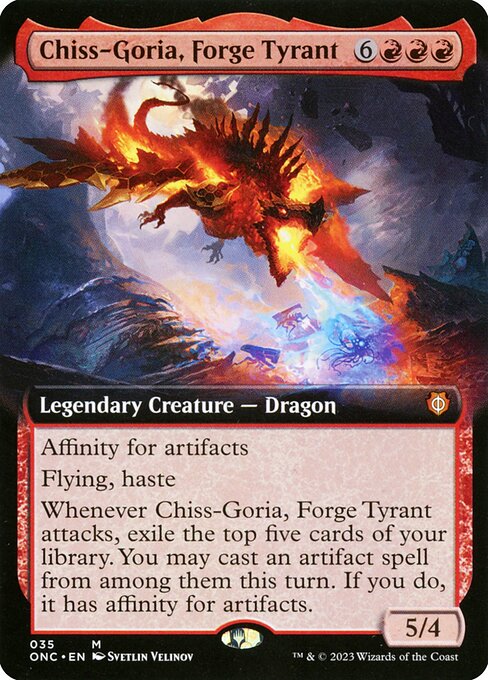 Chiss-Goria, Forge Tyrant 6
Legendary Creature — Dragon
Affinity for artifacts
Flying, haste
Whenever Chiss-Goria, Forge Tyrant
attacks, exile the top five cards of your
library. You may cast an artifact spell
from among them this turn. If you do,
it has affinity for artifacts.
5/4
035 M
ONC • EN Svetlin Velinov
™ & © 2023 Wizards of the Coast